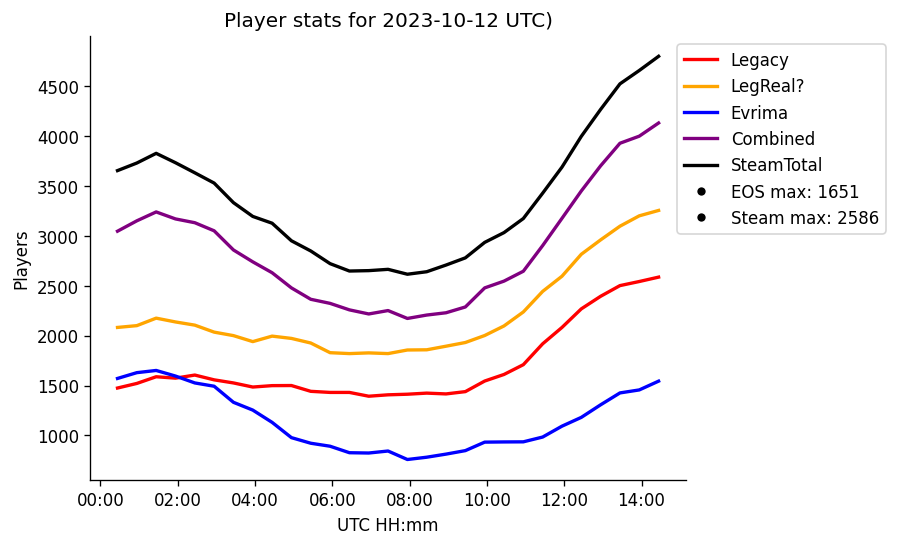 Player stats for 2023-10-12 UTC)
Legacy
LegReal?
Evrima
Combined
SteamTotal
EOS max: 1651
Steam max: 2586
Players
4500
4000
3500
3000
2500
2000
1500
1000
00:00 02:00 04:00 06:00 08:00 10:00 12:00 14:00
UTC HH:mm